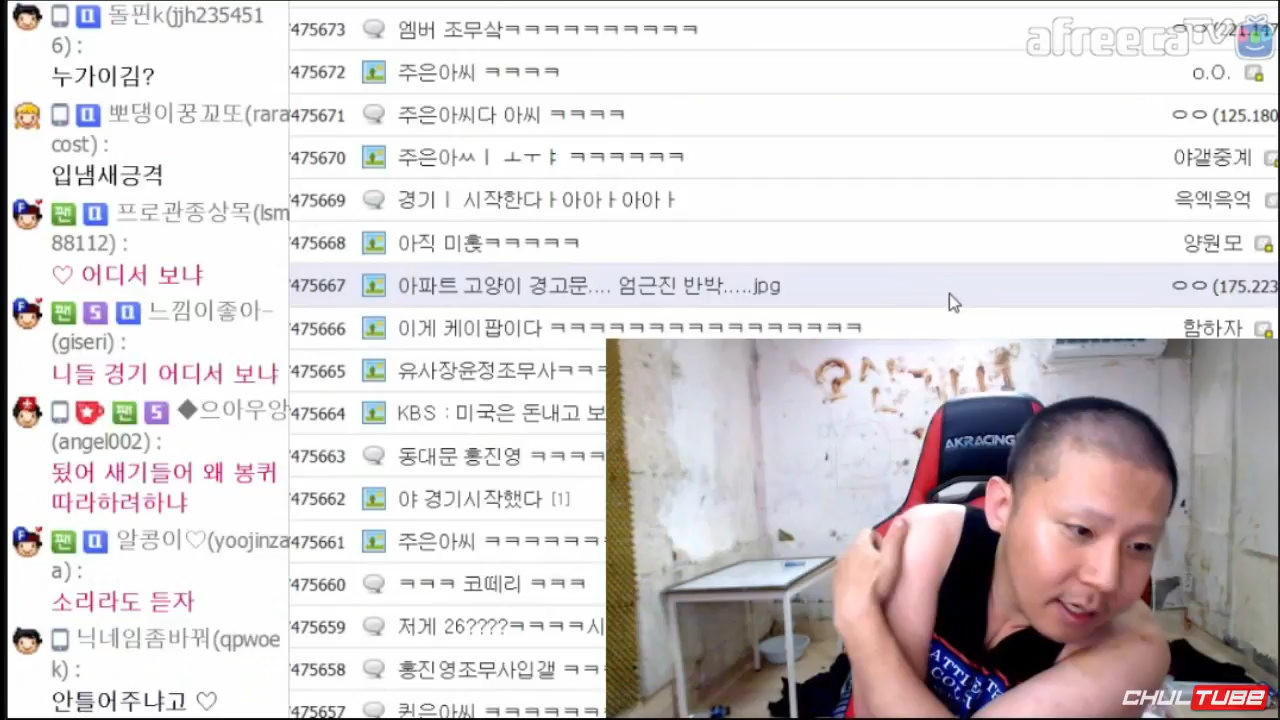 돌핀k(jjh235451
6) :
누가이김?
뽀댕이꿍꼬또(rara
cost) :
입냄새긍격
프로관종상목(lsm
88112) :
♡ 어디서 보냐
느낌이좋아-
(giseri) :
니들 경기 어디서 보냐
◆으아우앙
(angel002) :
됬어 새기들어 왜 봉퀴
따라하려하냐
알콩이♡(yoojinza
a) :
소리라도 듣자
닉네임좀바꿔(qpwoe
k) :
안틀어주냐고 ♡
475673 엠버 조무삭ㅋㅋㅋㅋㅋㅋㅋㅋㅋㅋ
475672 주은아씨 ㅋㅋㅋㅋ o.O.
475671 주은아씨다 아씨 ㅋㅋㅋㅋ ㅇㅇ(125.180
475670 주은아ㅆㅣ ㅗㅜㅑ ㅋㅋㅋㅋㅋㅋ 야갤중계
475669 경기ㅣ 시작한다ㅏ아아ㅏ아아ㅏ 윽엑윽억
475668 아직 미훉ㅋㅋㅋㅋㅋ 양원모
475667 아파트 고양이 경고문.... 엄근진 반박.....jpg ㅇㅇ(175.223
475666 이게 케이팝이다 ㅋㅋㅋㅋㅋㅋㅋㅋㅋㅋㅋㅋㅋㅋㅋㅋ 함하자
475665 유사장윤정조무사ㅋㅋㅋ
475664 KBS : 미국은 돈내고 보
475663 동대문 홍진영 ㅋㅋㅋㅋ
475662 야 경기시작했다 [1]
475661 주은아씨 ㅋㅋㅋㅋㅋㅋ
475660 ㅋㅋㅋ 코떼리 ㅋㅋㅋ
475659 저게 26????ㅋㅋㅋㅋ시
475658 홍진영조무사입갤 ㅋㅋ
475657 퀸은아씨 ㅋㅋㅋㅋ
afreecaTV
AKRACING
CHULTUBE